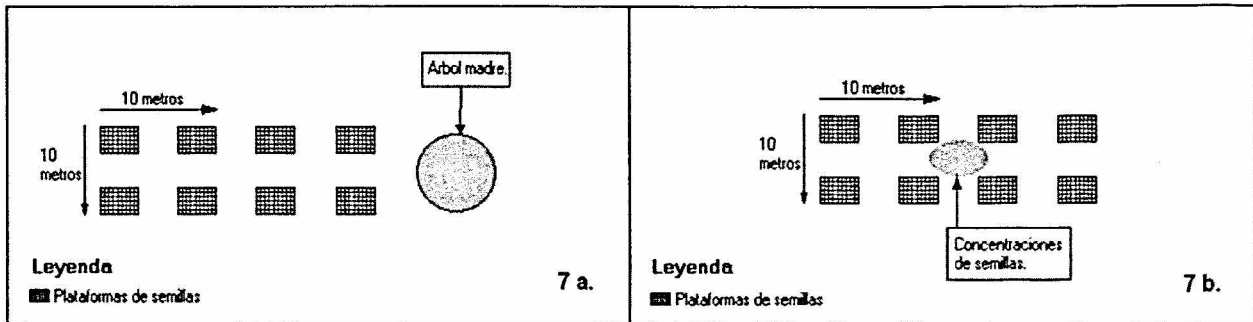 Arbol madre.
10 metros
10
metros
Leyenda
Plataformas de semillas
7 a.
10 metros
10
metros
Concentraciones
de semillas.
Leyenda
Plataformas de semillas
7 b.